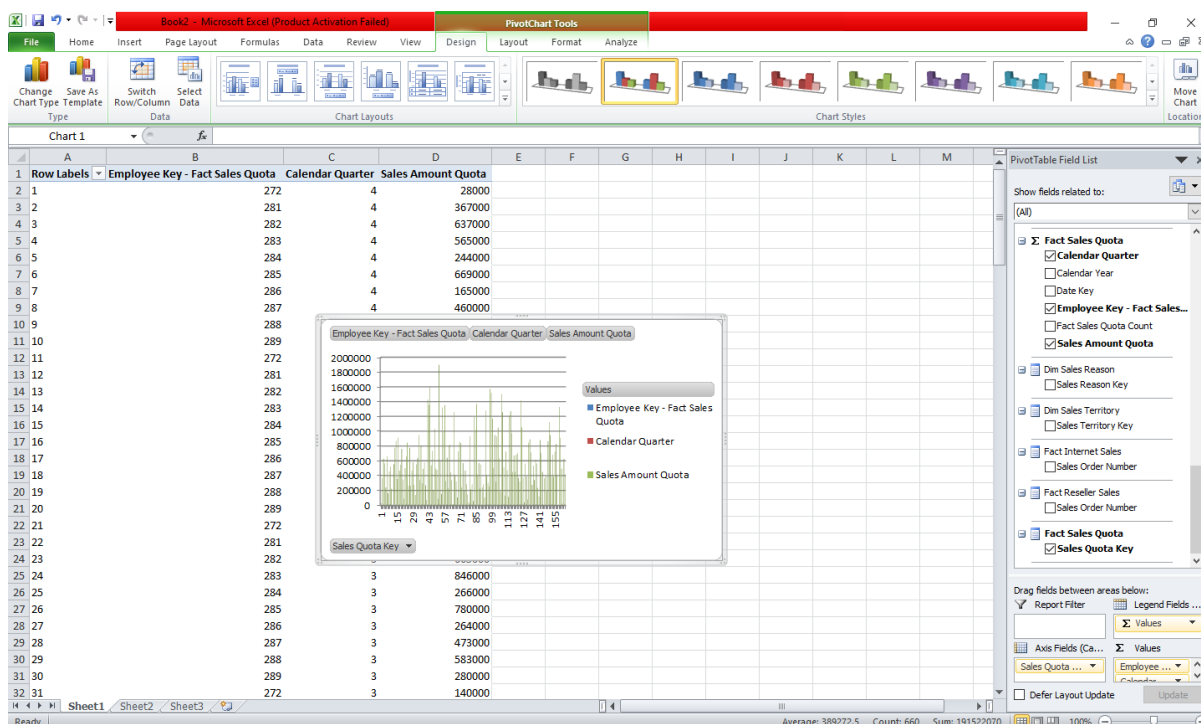 Book2 - Microsoft Excel (Product Activation Failed) PivotChart Tools
File Home Insert Page Layout Formulas Data Review View Design Layout Format Analyze
Change Chart Type Save As Template Switch Row/Column Select Data Move Chart
Type Data Chart Layouts Chart Styles Location
Chart 1 fx
A B C D E F G H I J K L M
1 Row Labels Employee Key - Fact Sales Quota Calendar Quarter Sales Amount Quota
2 1 272 4 28000
3 2 281 4 367000
4 3 282 4 637000
5 4 283 4 565000
6 5 284 4 244000
7 6 285 4 669000
8 7 286 4 165000
9 8 287 4 460000
10 9 288
11 10 289
12 11 272
13 12 281
14 13 282
15 14 283
16 15 284
17 16 285
18 17 286
19 18 287
20 19 288
21 20 289
22 21 272
23 22 281
24 23 282
25 24 283 3 846000
26 25 284 3 266000
27 26 285 3 780000
28 27 286 3 264000
29 28 287 3 473000
30 29 288 3 583000
31 30 289 3 280000
32 31 272 3 140000
Employee Key - Fact Sales Quota Calendar Quarter Sales Amount Quota
2000000
1800000
1600000
1400000
1200000
1000000
800000
600000
400000
200000
0
1 15 29 43 57 71 85 99 113 127 141 155
Values
Employee Key - Fact Sales
Quota
Calendar Quarter
Sales Amount Quota
Sales Quota Key
PivotTable Field List
Show fields related to:
(All)
Σ Fact Sales Quota
Calendar Quarter
Calendar Year
Date Key
Employee Key - Fact Sales...
Fact Sales Quota Count
Sales Amount Quota
Dim Sales Reason
Sales Reason Key
Dim Sales Territory
Sales Territory Key
Fact Internet Sales
Sales Order Number
Fact Reseller Sales
Sales Order Number
Fact Sales Quota
Sales Quota Key
Drag fields between areas below:
Report Filter Legend Fields ...
Σ Values
Axis Fields (Ca... Σ Values
Sales Quota ... Employee ...
Calendar
Defer Layout Update Update
Sheet1 Sheet2 Sheet3
Ready Average: 389272.5 Count: 660 Sum: 191522070 100%